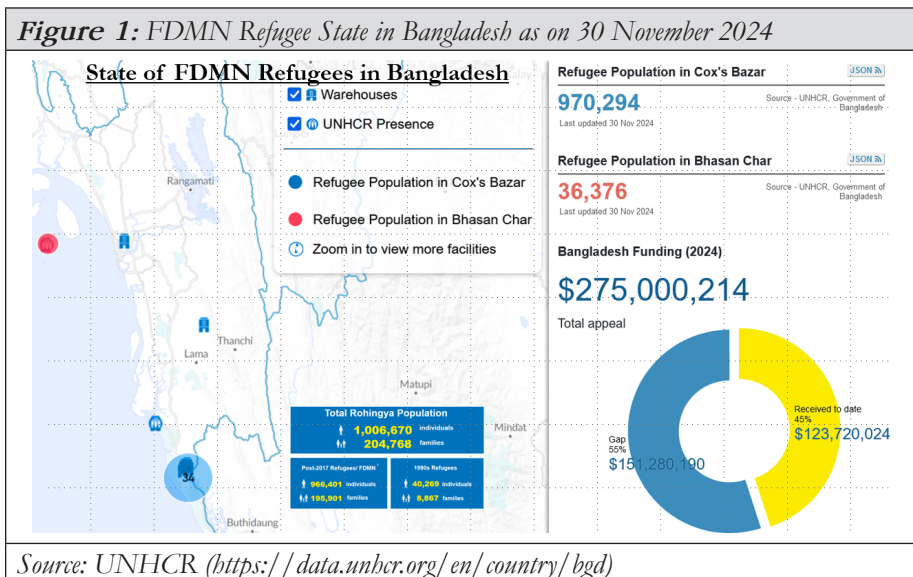 Figure 1: FDMN Refugee State in Bangladesh as on 30 November 2024
State of FDMN Refugees in Bangladesh
Warehouses
UNHCR Presence
Refugee Population in Cox's Bazar
Refugee Population in Bhasan Char
Zoom in to view more facilities
Rangamati
Thanchi
Lama
Matupi
Mindat
34
Buthidaung
Total Rohingya Population
1,006,670 individuals
204,768 families
Post-2017 Refugees/ FDMN
966,401 individuals
195,901 families
1990s Refugees
40,269 individuals
8,867 families
Refugee Population in Cox's Bazar
JSON
970,294
Source - UNHCR, Government of
Bangladesh
Last updated 30 Nov 2024
Refugee Population in Bhasan Char
JSON
36,376
Source - UNHCR, Government of
Bangladesh
Last updated 30 Nov 2024
Bangladesh Funding (2024)
$275,000,214
Total appeal
Received to date
45%
$123,720,024
Gap
55%
$151,280,190
Source: UNHCR (https://data.unhcr.org/en/country/bgd)